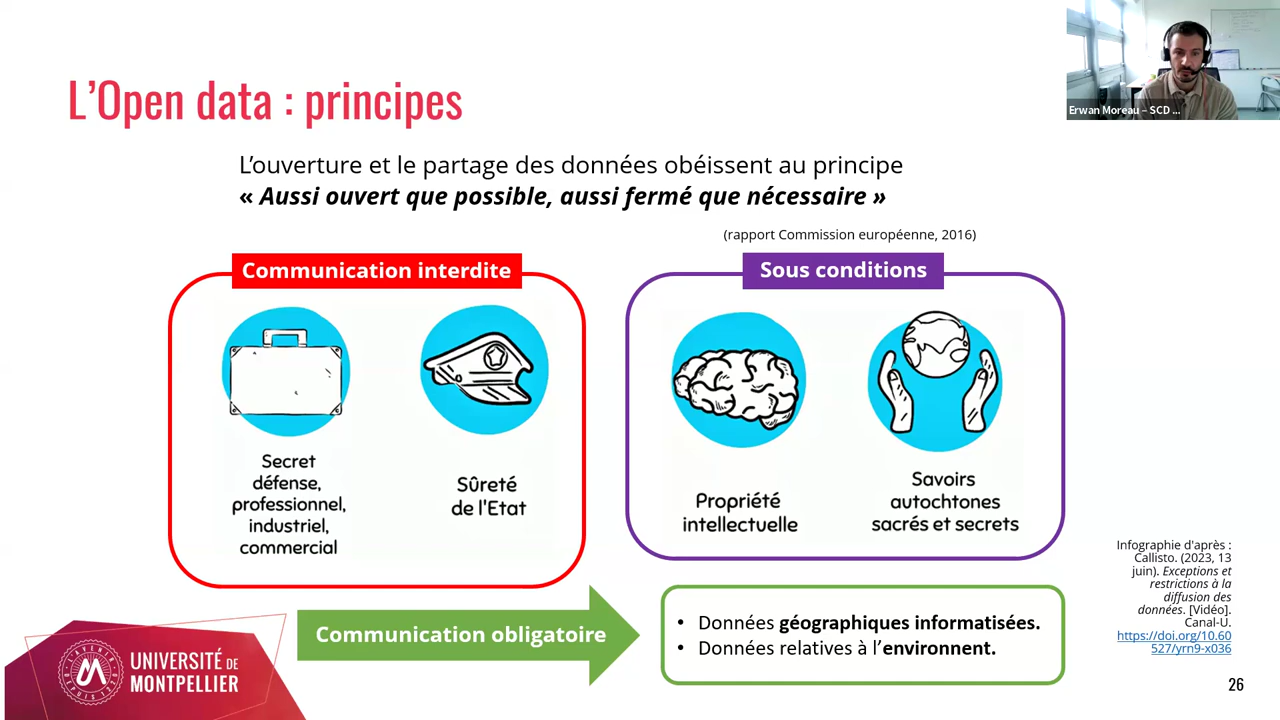 L'Open data : principes
Erwan Moreau – SCD ...
L'ouverture et le partage des données obéissent au principe
« Aussi ouvert que possible, aussi fermé que nécessaire »
(rapport Commission européenne, 2016)
Communication interdite
Secret
défense,
professionnel,
industriel,
commercial
Sûreté
de l'Etat
Sous conditions
Propriété
intellectuelle
Savoirs
autochtones
sacrés et secrets
Communication obligatoire
• Données géographiques informatisées.
• Données relatives à l'environnent.
Infographie d'après :
Callisto. (2023, 13
juin). Exceptions et
restrictions à la
diffusion des
données. [Vidéo].
Canal-U.
https://doi.org/10.60
527/yrn9-x036
UNIVERSITÉ DE
MONTPELLIER
26